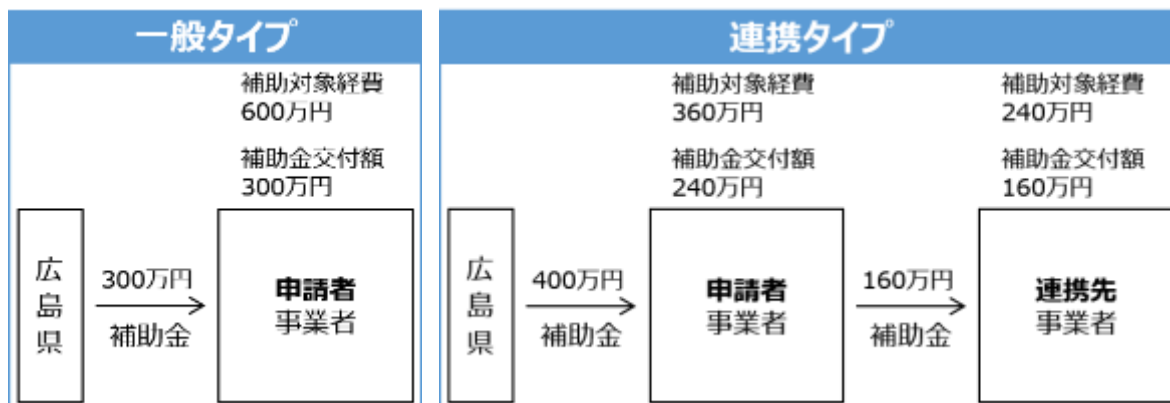 一般タイプ
補助対象経費
600万円
補助金交付額
300万円
広島県
300万円
補助金
申請者
事業者
連携タイプ
補助対象経費
360万円
補助金交付額
240万円
補助対象経費
240万円
補助金交付額
160万円
広島県
400万円
補助金
申請者
事業者
160万円
補助金
連携先
事業者